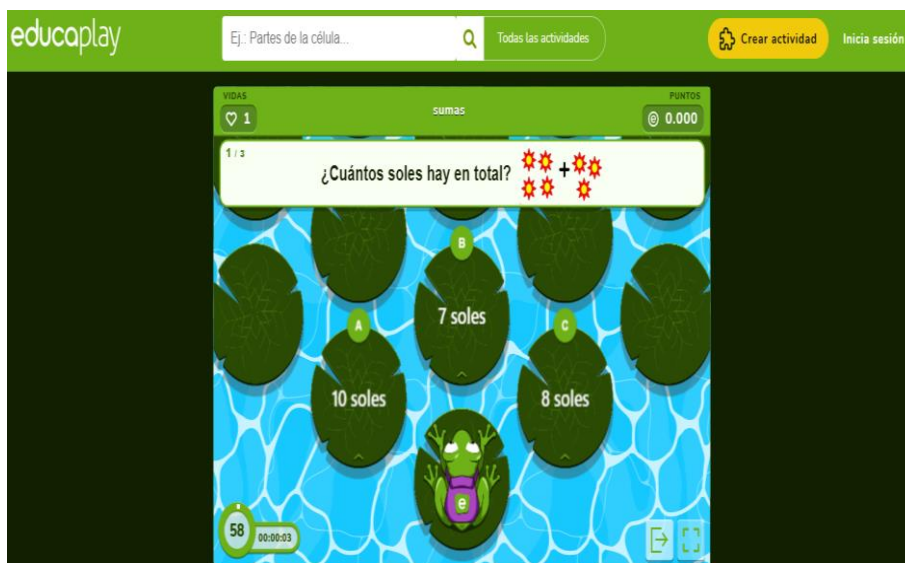 educaplay
Ej.: Partes de la célula...
Todas las actividades
Crear actividad
Inicia sesión
VIDAS
1
sumas
PUNTOS
e 0.000
1 / 3
¿Cuántos soles hay en total? +
B
7 soles
A
10 soles
C
8 soles
e
58
00:00:03